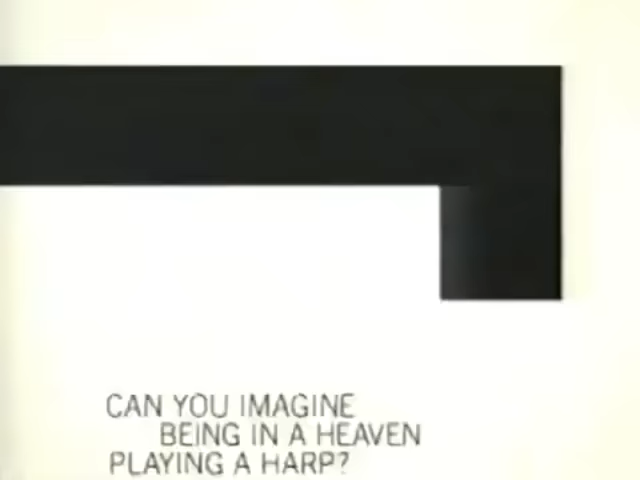 CAN YOU IMAGINE
BEING IN A HEAVEN
PLAYING A HARP?